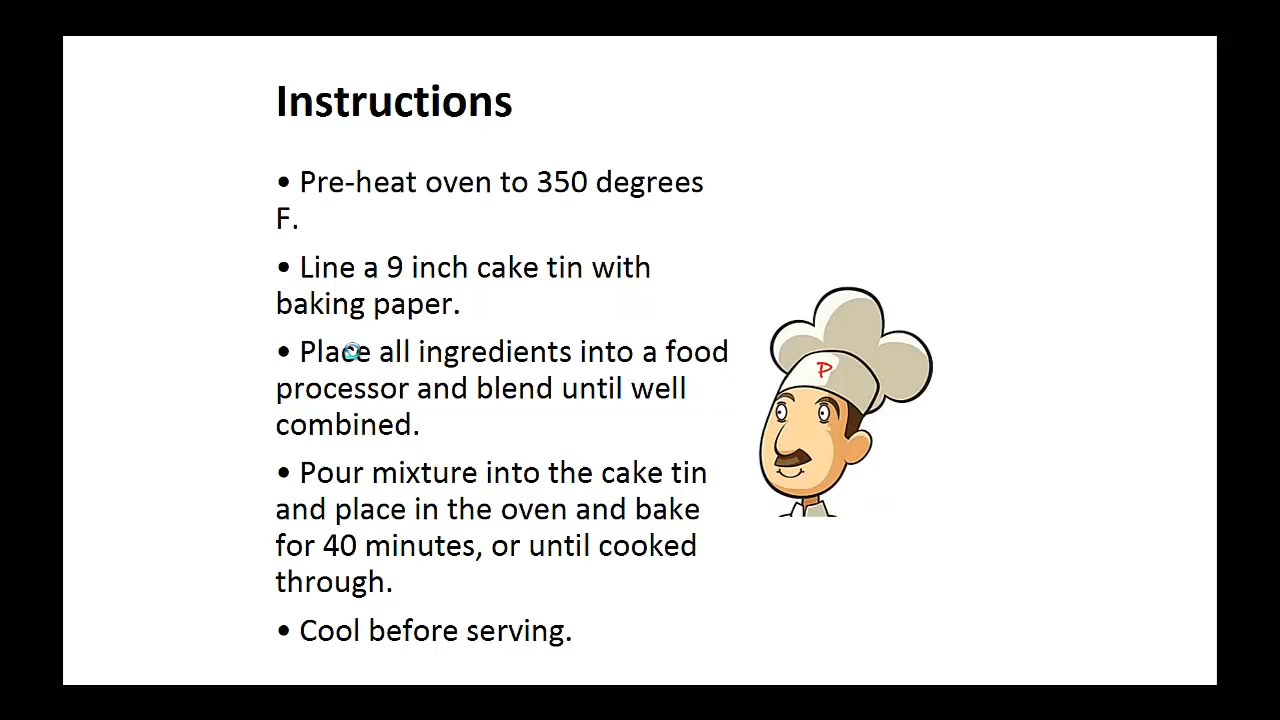 Instructions
• Pre-heat oven to 350 degrees
F.
• Line a 9 inch cake tin with
baking paper.
• Place all ingredients into a food
processor and blend until well
combined.
• Pour mixture into the cake tin
and place in the oven and bake
for 40 minutes, or until cooked
through.
• Cool before serving.
P